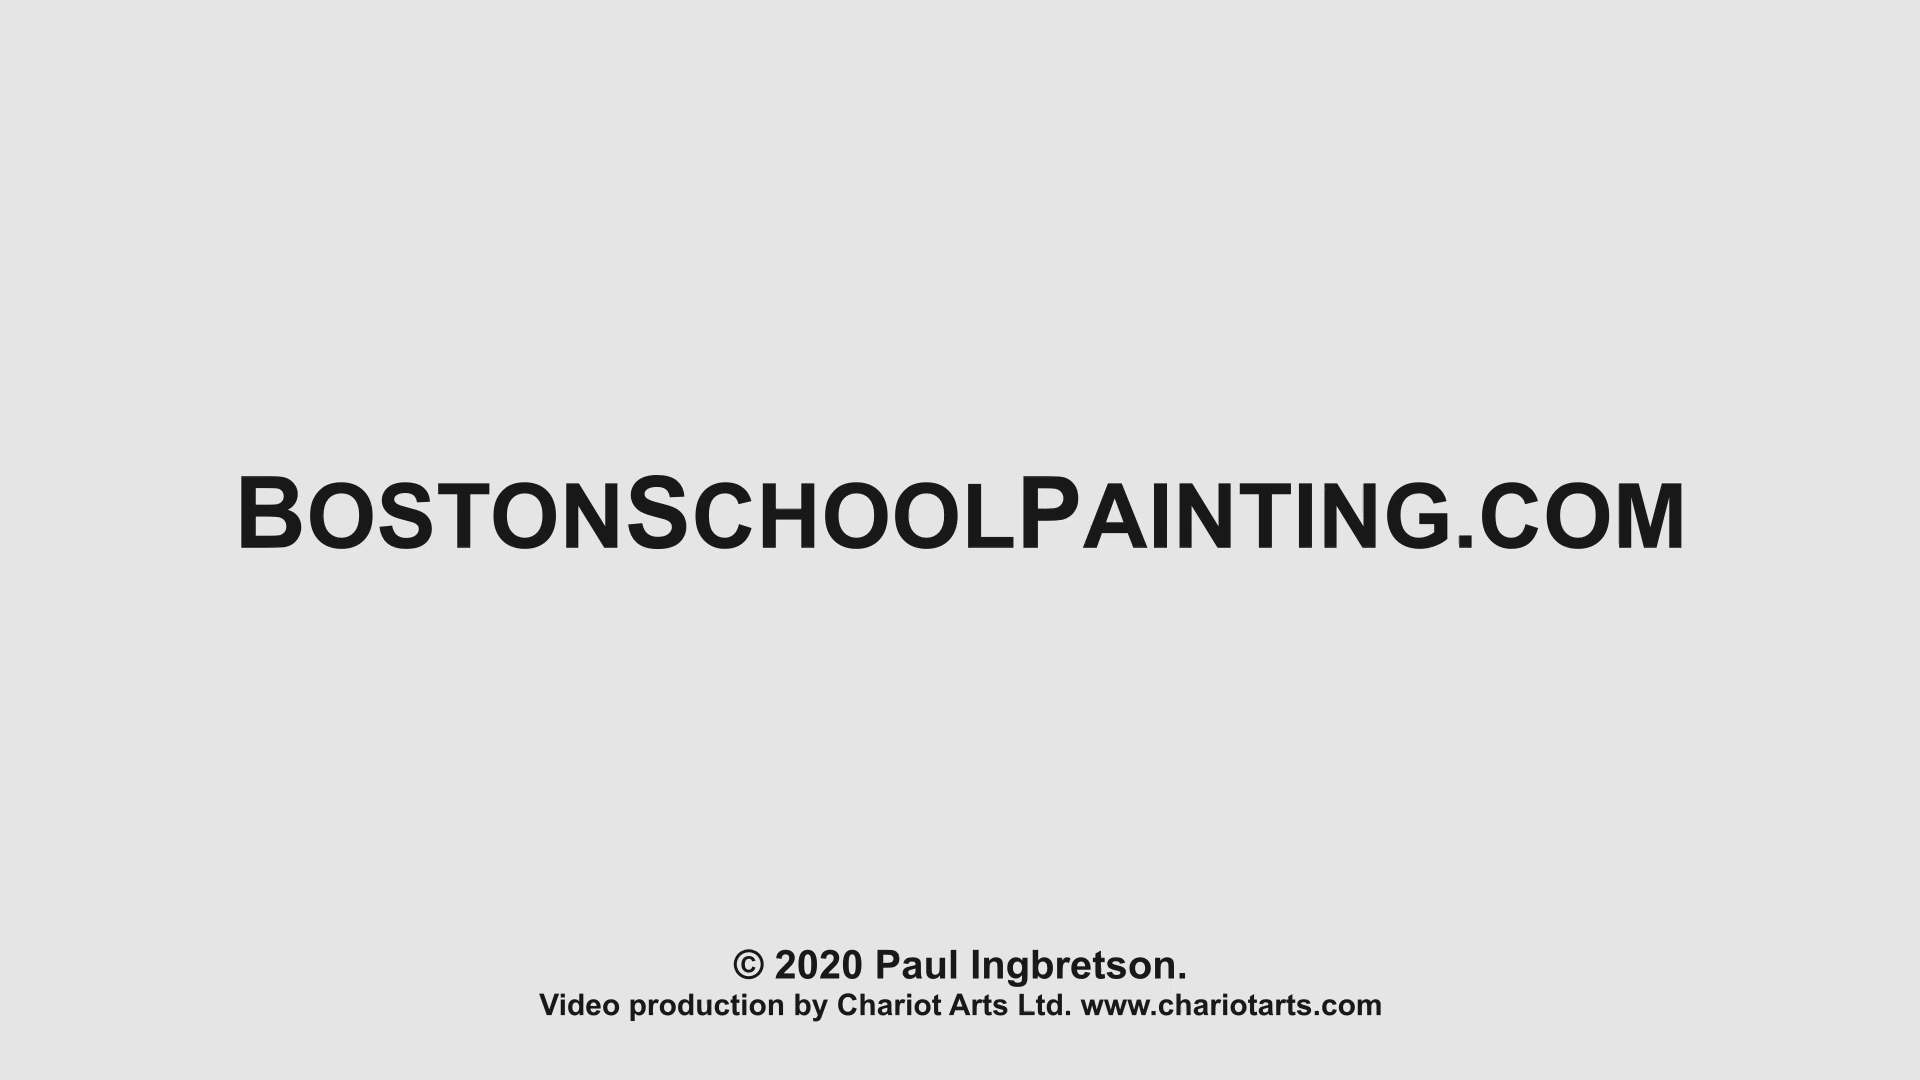 BOSTONSCHOOLPAINTING.COM
© 2020 Paul Ingbretson.
Video production by Chariot Arts Ltd. www.chariotarts.com